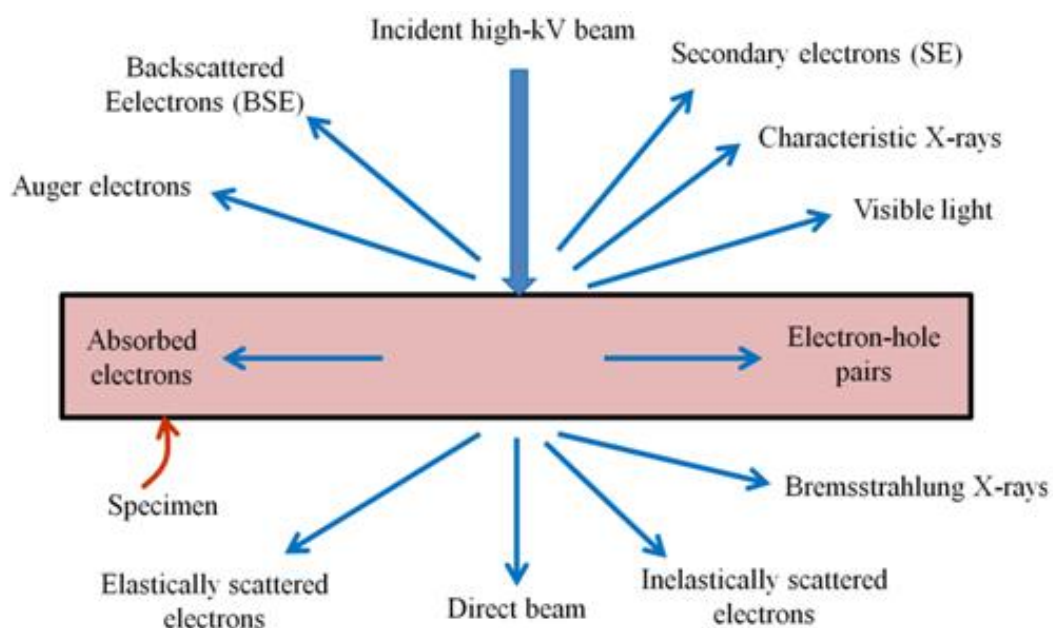 Incident high-kV beam
Backscattered
Eelectrons (BSE)
Secondary electrons (SE)
Characteristic X-rays
Auger electrons
Visible light
Absorbed
electrons
Electron-hole
pairs
Specimen
Bremsstrahlung X-rays
Elastically scattered
electrons
Direct beam
Inelastically scattered
electrons